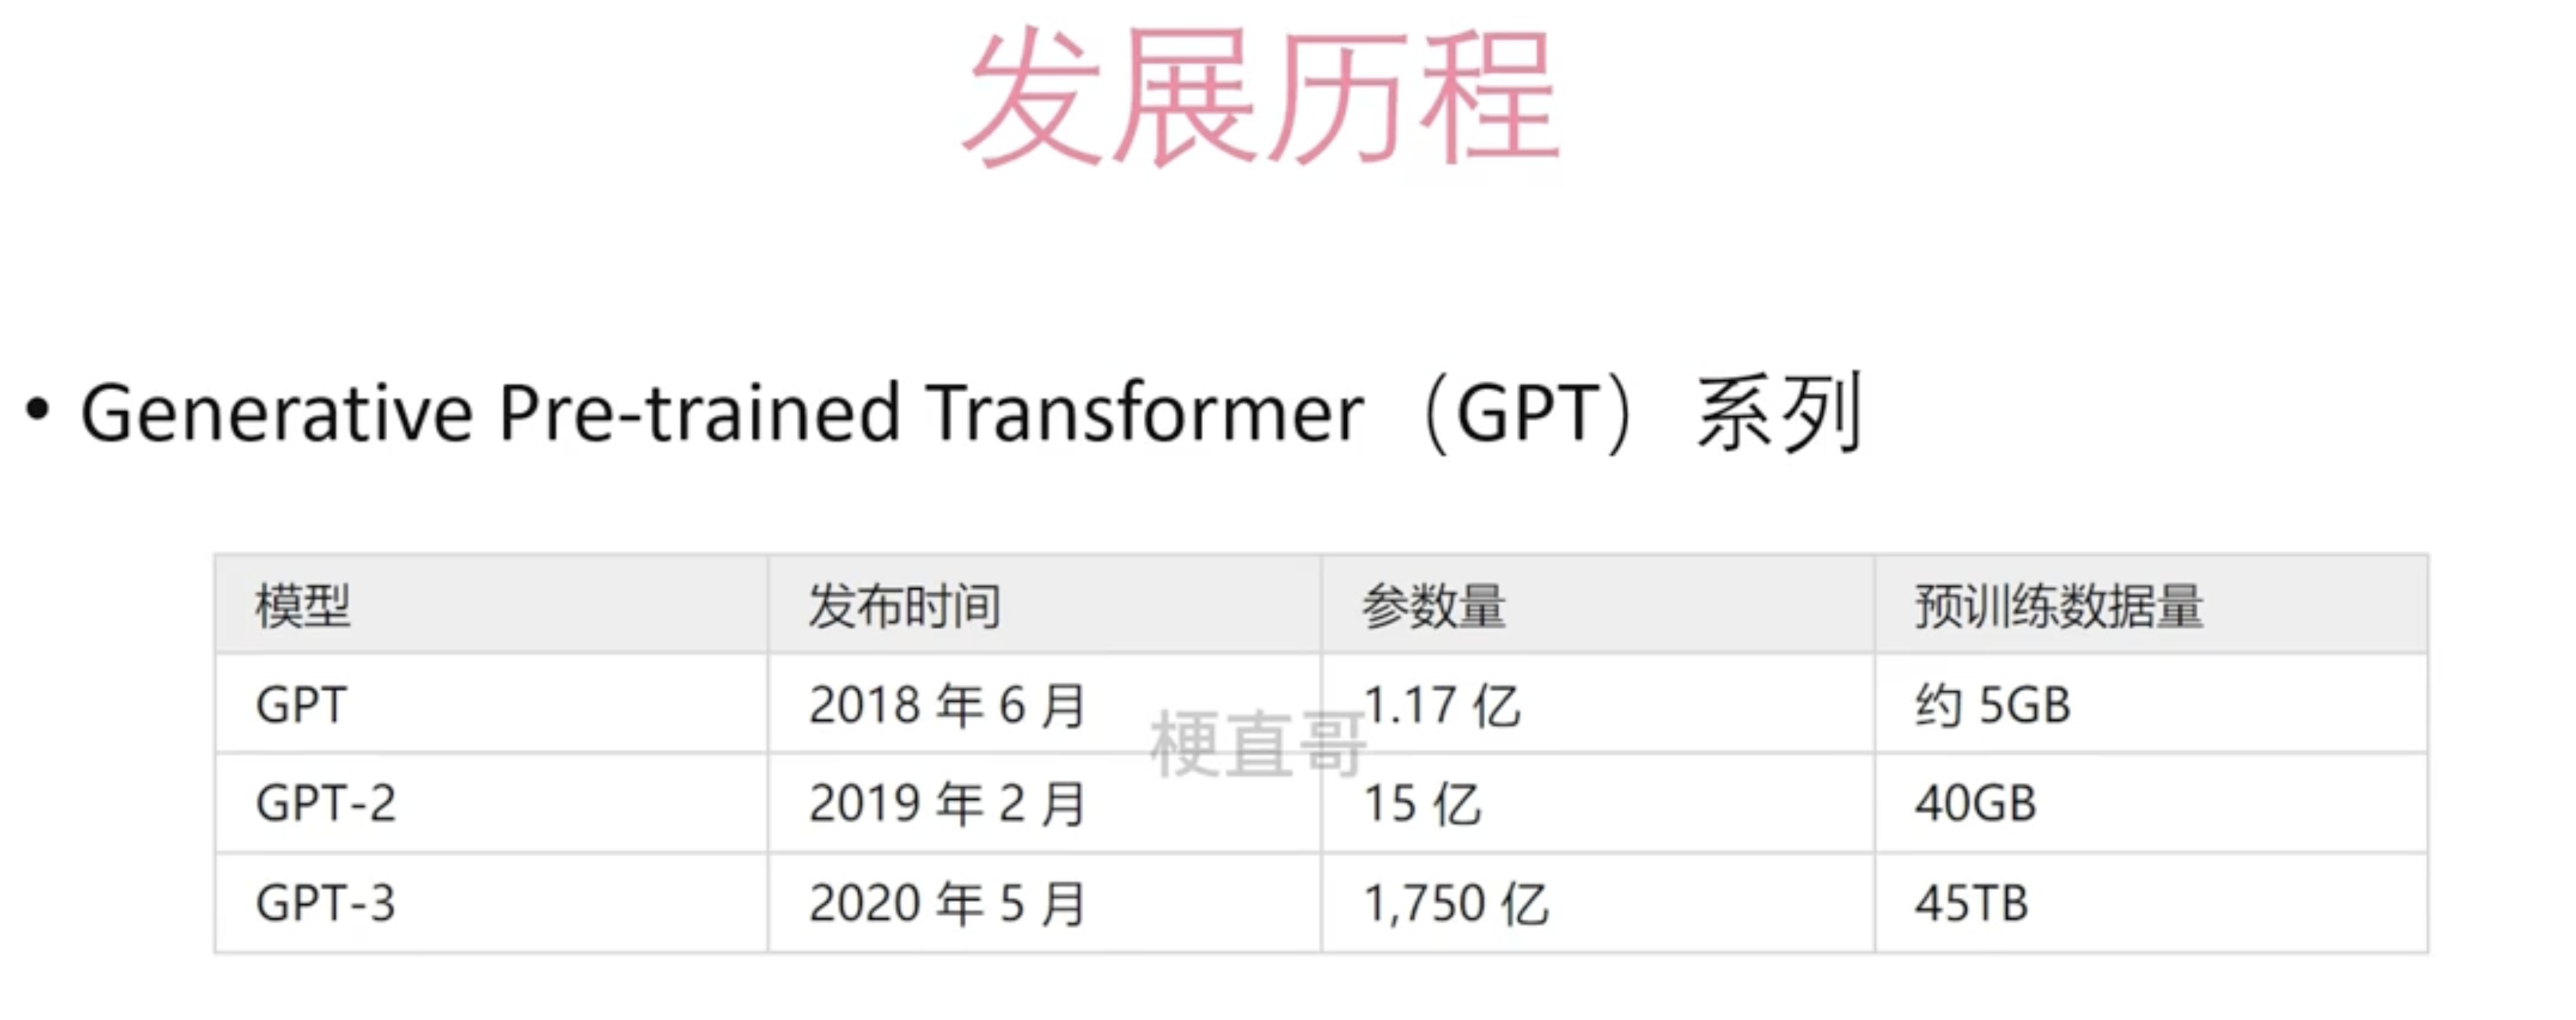 发展历程
• Generative Pre-trained Transformer（GPT）系列
模型 发布时间 参数量 预训练数据量
GPT 2018 年 6 月 1.17 亿 约 5GB
梗直哥
GPT-2 2019 年 2 月 15 亿 40GB
GPT-3 2020 年 5 月 1,750 亿 45TB